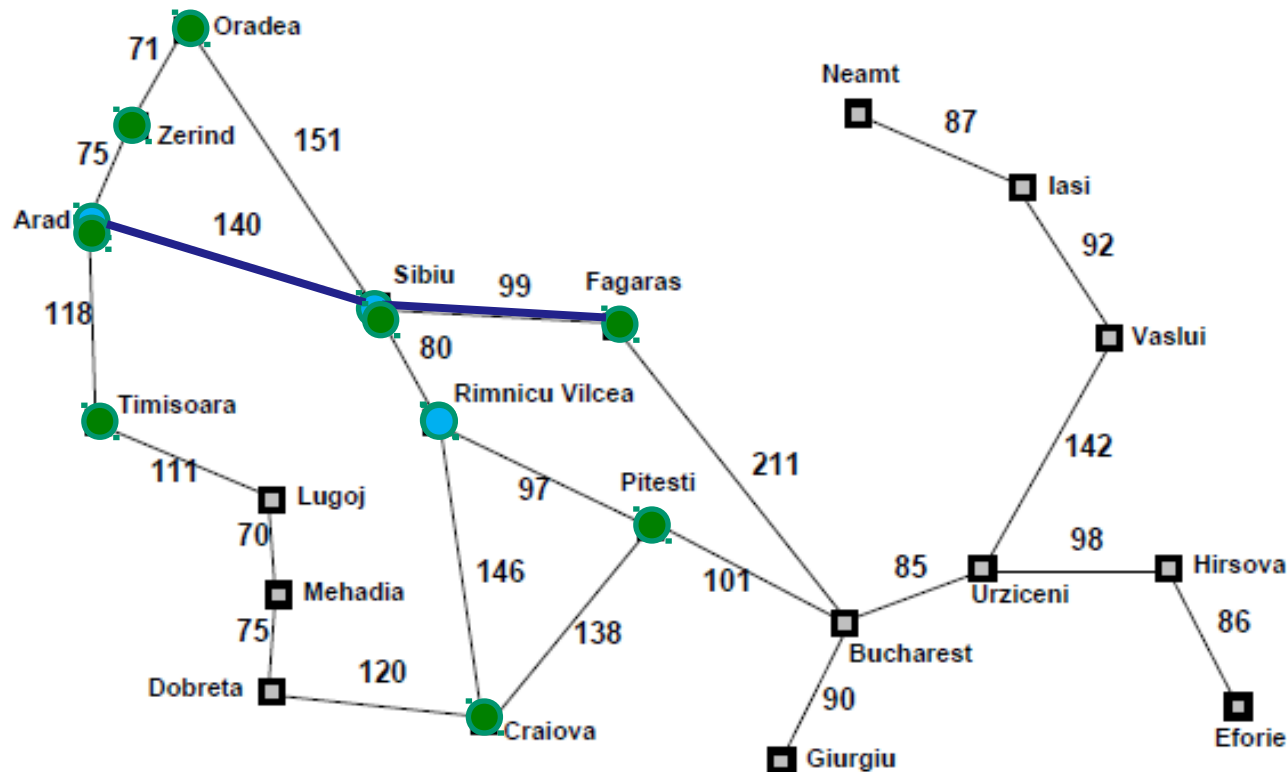 Oradea
71
Neamt
87
Zerind
151
75
Iasi
Arad
140
92
Sibiu
99
Fagaras
118
80
Vaslui
Timisoara
Rimnicu Vilcea
142
111
211
Lugoj
97
Pitesti
70
98
146
101
85
Hirsova
Mehadia
Urziceni
75
138
86
Bucharest
Dobreta
120
90
Craiova
Eforie
Giurgiu